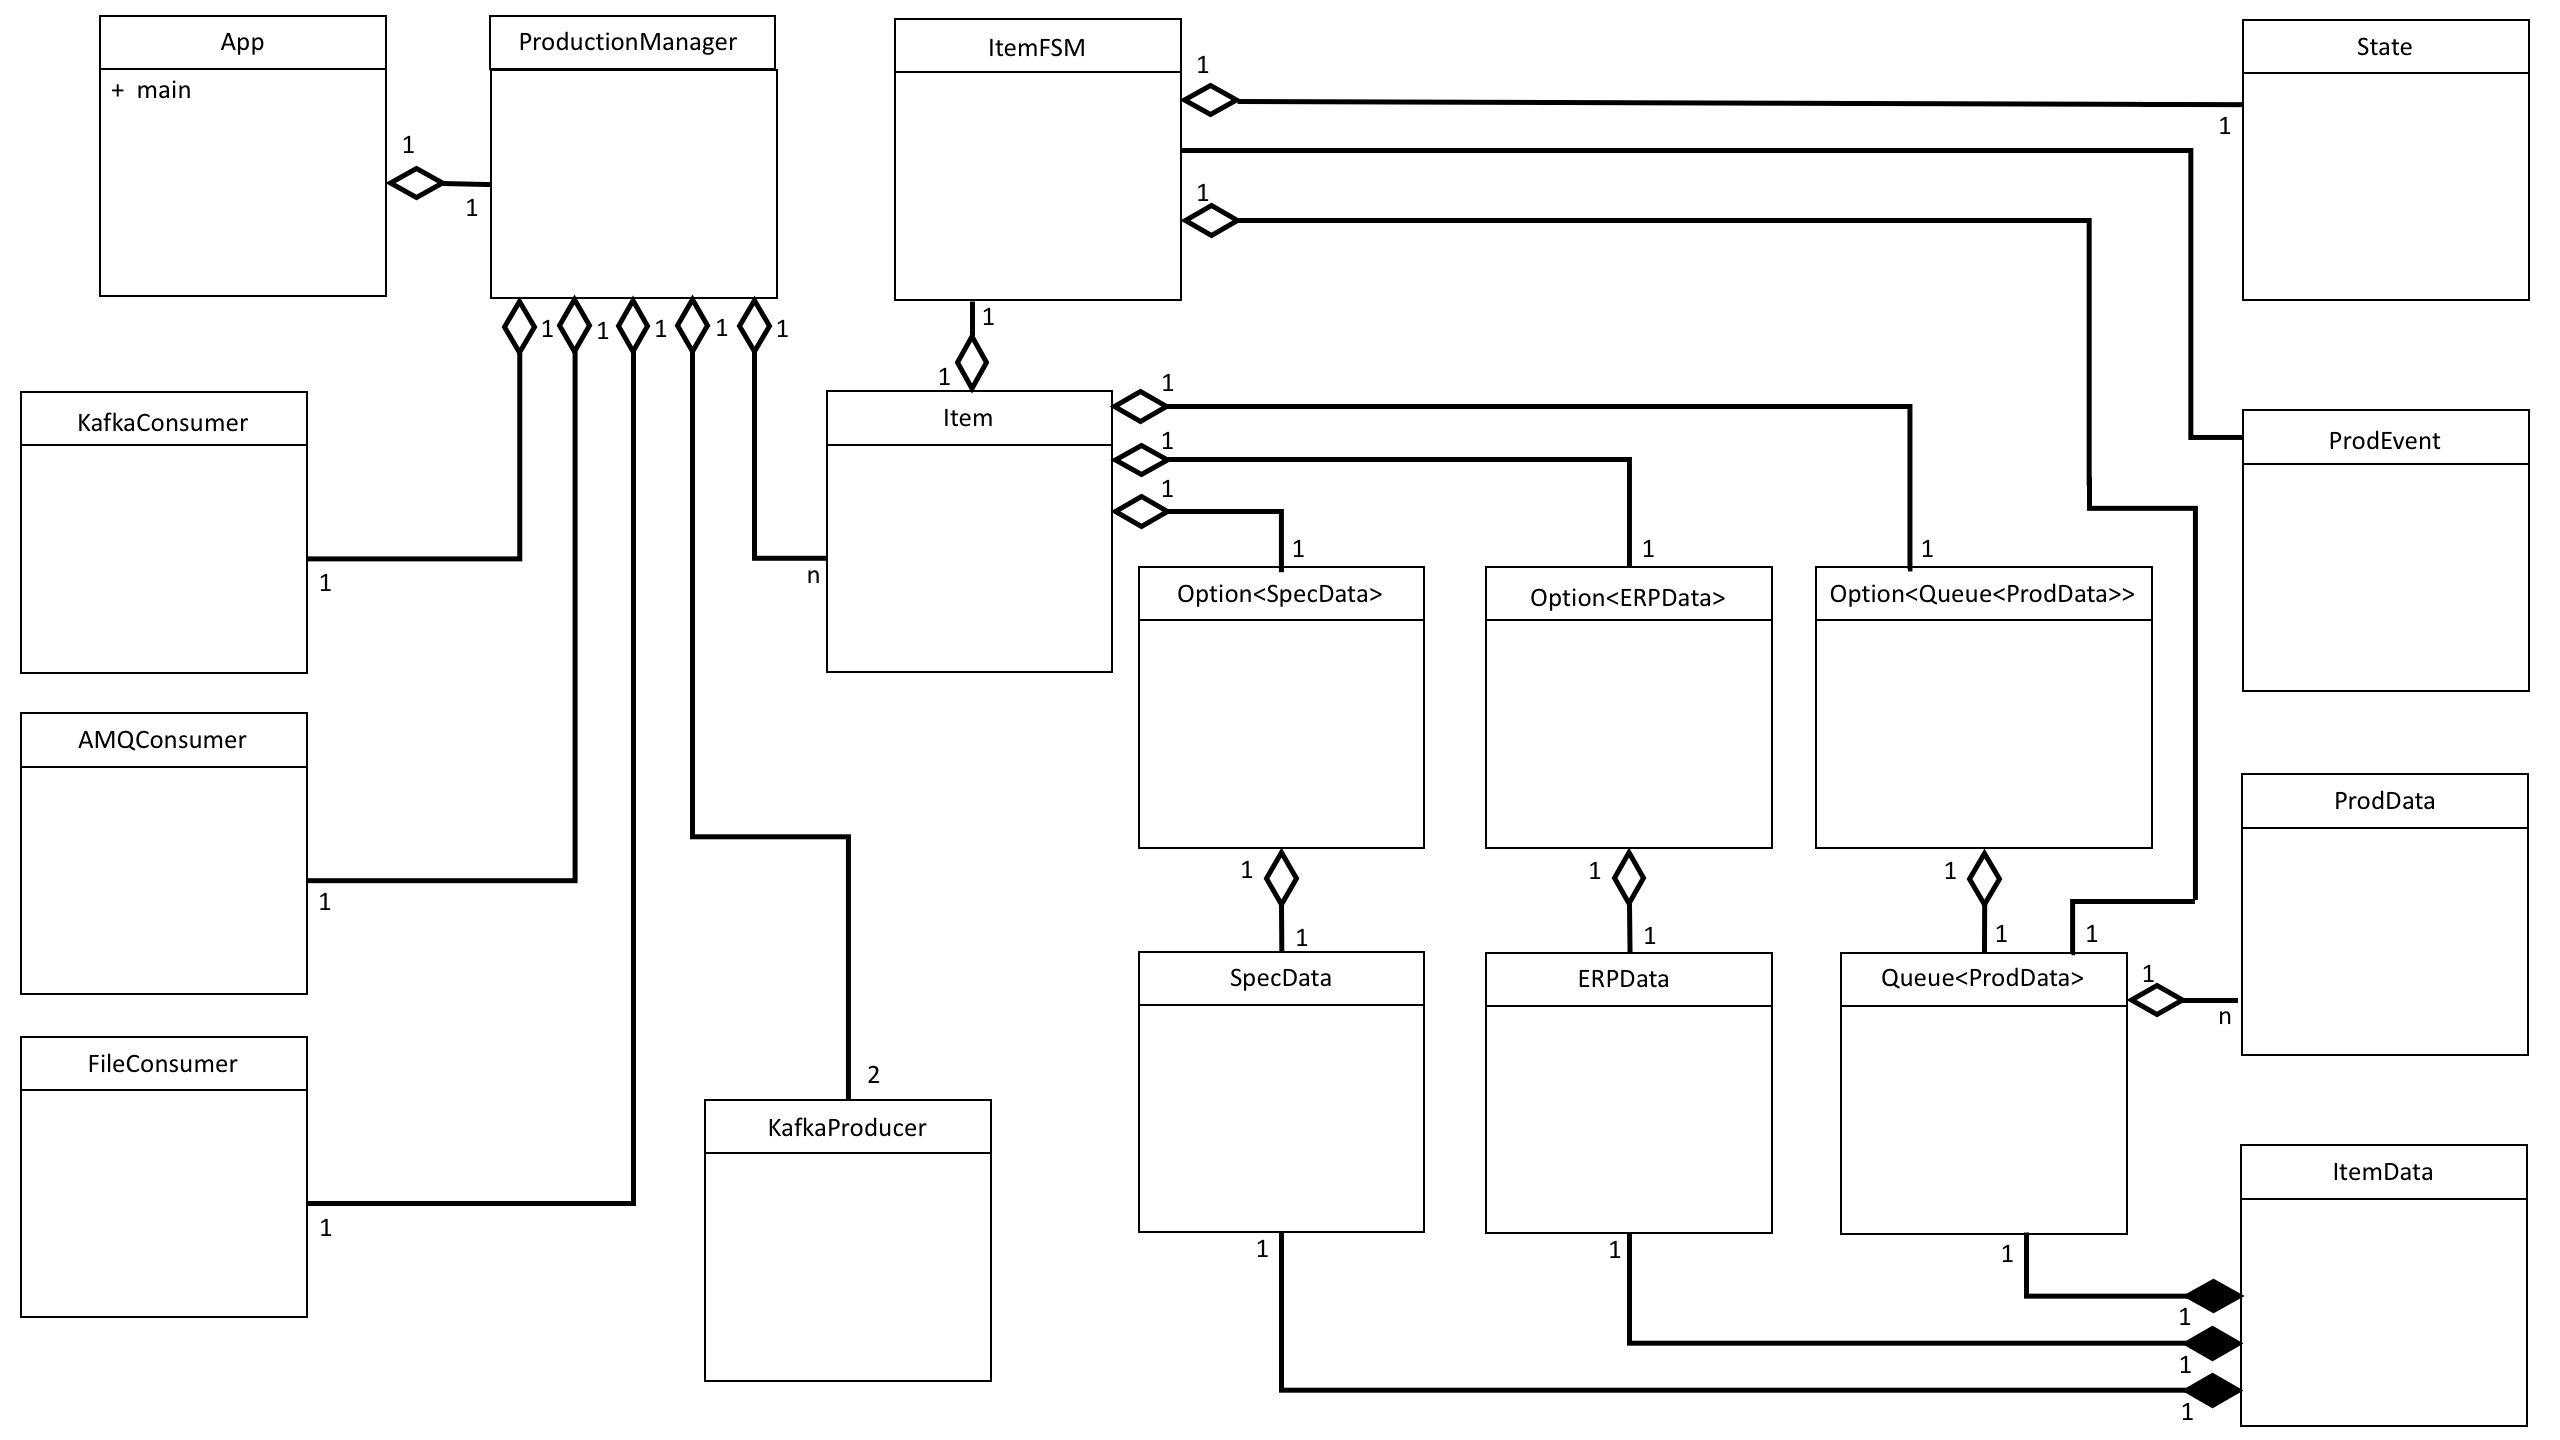 App
+ main
1
1
ProductionManager
1
1
1
1
1
ItemFSM
1
1
1
State
1
KafkaConsumer
1
1
Item
n
1
1
1
ProdEvent
1
1
1
Option<SpecData>
Option<ERPData>
Option<Queue<ProdData>>
AMQConsumer
1
ProdData
1
1
1
1
1
1
1
SpecData
ERPData
Queue<ProdData>
1
n
FileConsumer
1
2
KafkaProducer
ItemData
1
1
1
1
1
1